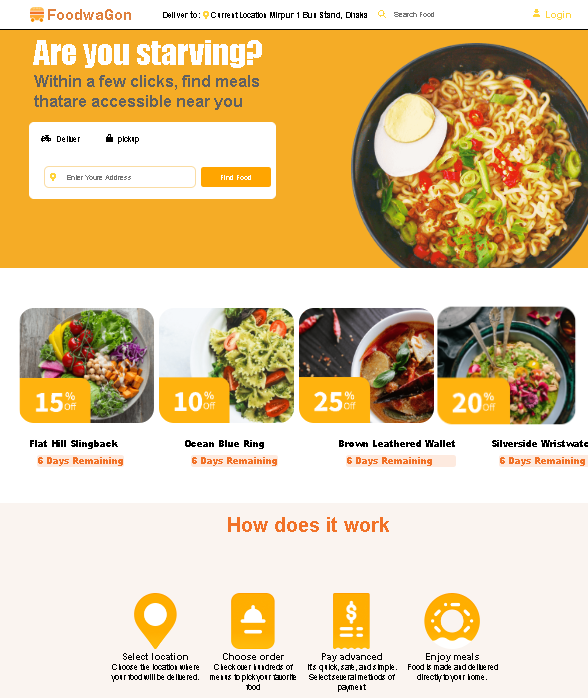 FoodwaGon
Deliver to: Current Location Mirpur 1 Bun Stand, Dhaka
Search Food
Login
Are you starving?
Within a few clicks, find meals
thatare accessible near you
Deliuer
pickup
Enter Youre Address
Find Food
15% Off
10% Off
25% Off
20% Off
Flat Hill Slingback
Ocean Blue Ring
Brown Leathered Wallet
Silverside Wristwatc
6 Days Remaining
6 Days Remaining
6 Days Remaining
6 Days Remaining
How does it work
Select location
Choose the location where
your food will be delivered.
Choose order
Check over hundreds of
menus to pick your faforite
food
Pay advanced
It's quick, safe, and simple.
Select several methods of
payment
Enjoy meals
Food is made and delivered
directly to your home.